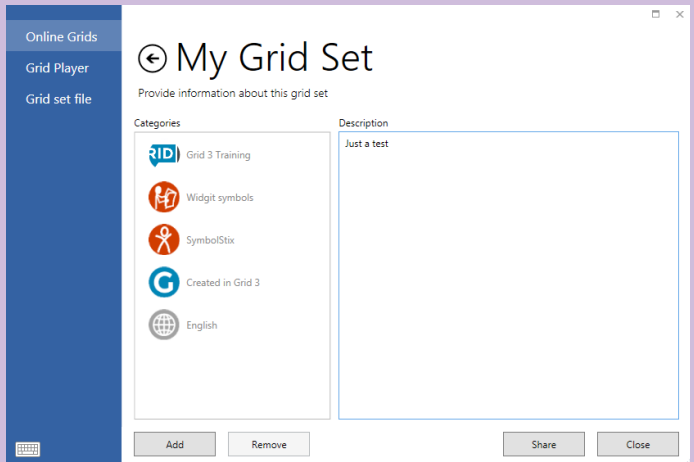 Online Grids
Grid Player
Grid set file
My Grid Set
Provide information about this grid set
Categories
RID
Grid 3 Training
Widgit symbols
SymbolStix
G
Created in Grid 3
English
Description
Just a test
Add
Remove
Share
Close